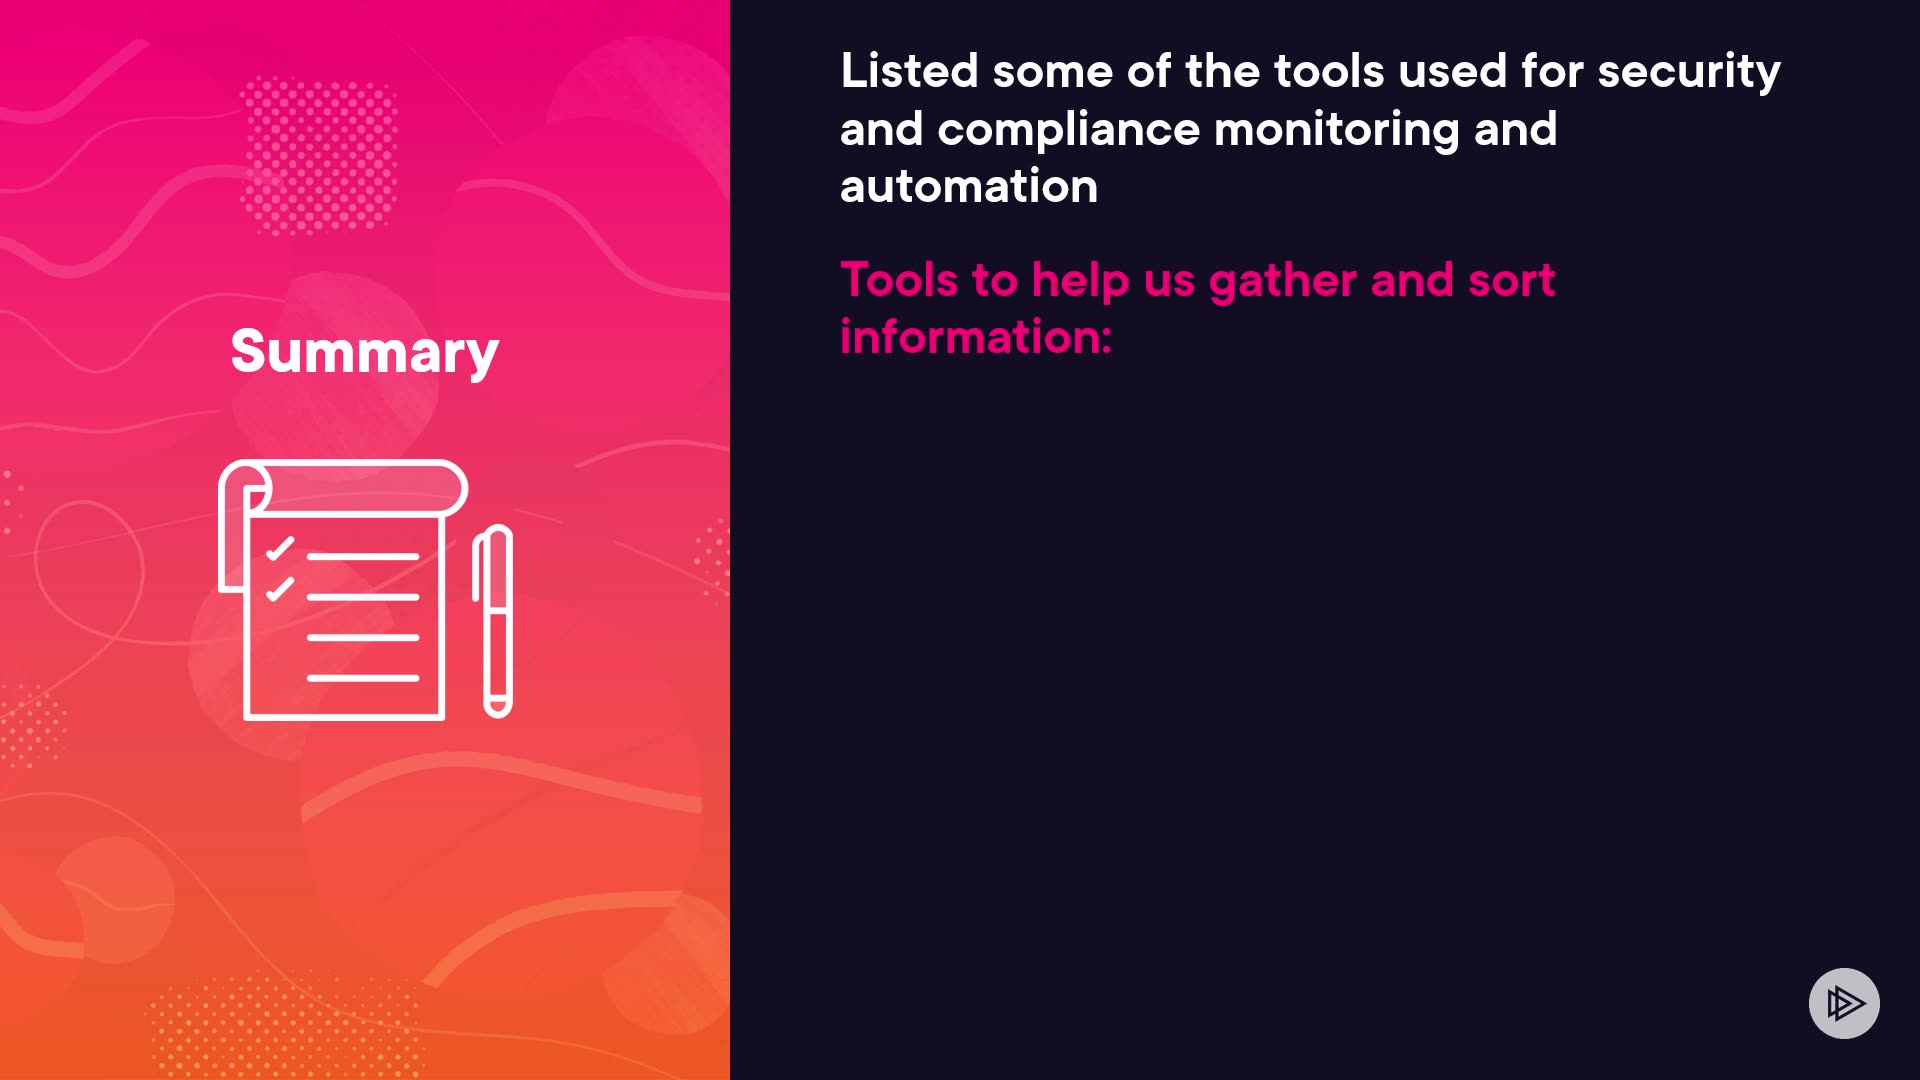 Summary
Listed some of the tools used for security
and compliance monitoring and
automation
Tools to help us gather and sort
information: